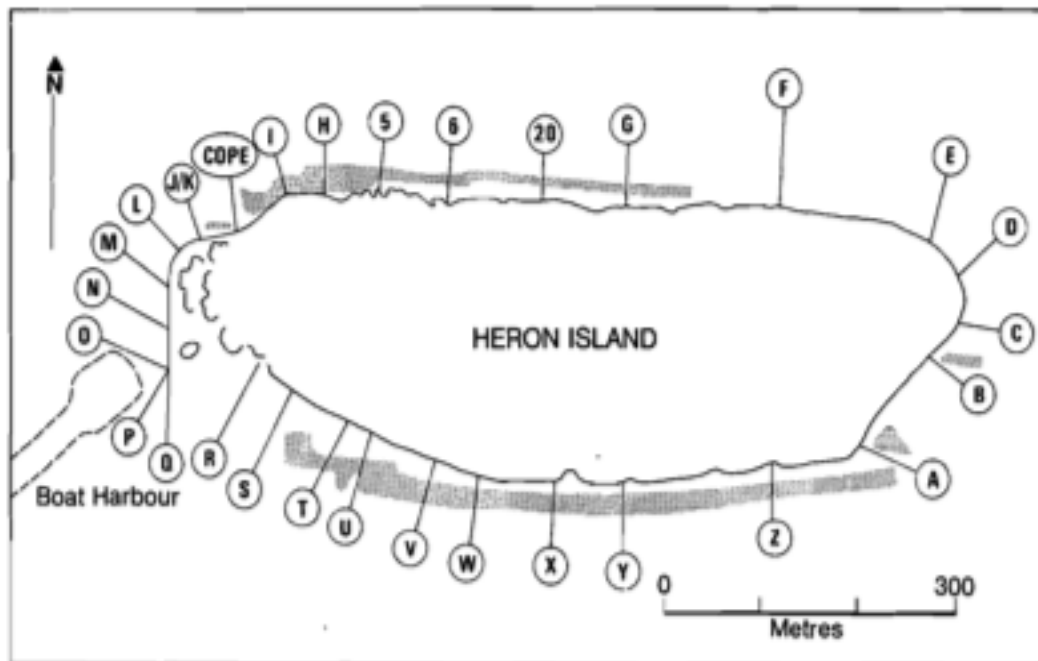 N
F
I
H
5
6
20
G
COPE
E
J/K
L
D
M
N
HERON ISLAND
C
O
B
P
Q
R
Boat Harbour
S
A
T
U
V
W
X
Y
Z
0 300
Metres